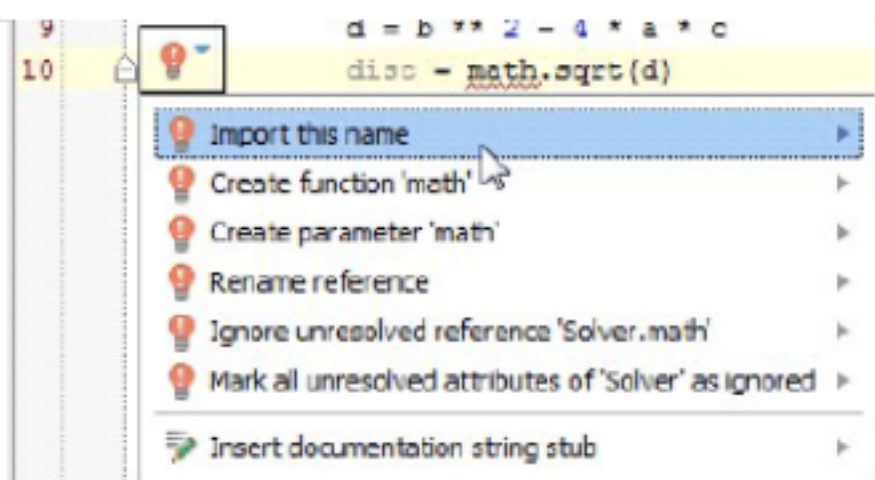 9 d = b ** 2 - 4 * a * c
10 disc = math.sqrt(d)
Import this name
Create function 'math'
Create parameter 'math'
Rename reference
Ignore unresolved reference 'Solver.math'
Mark all unresolved attributes of 'Solver' as ignored
Insert documentation string stub